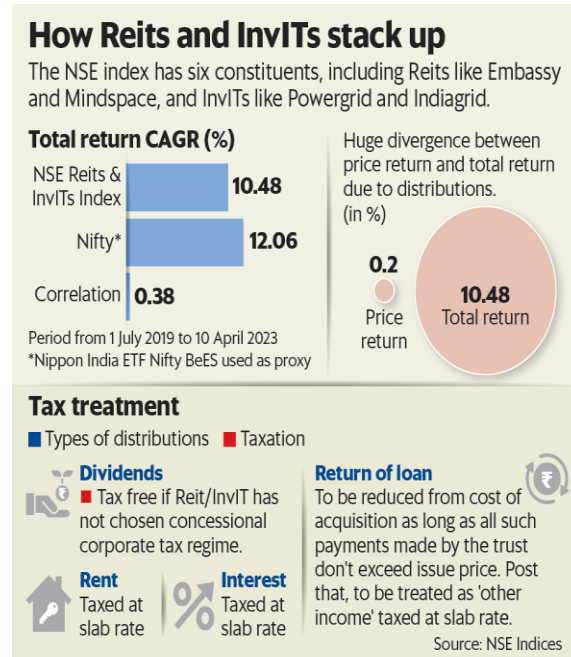 How Reits and InvITs stack up
The NSE index has six constituents, including Reits like Embassy
and Mindspace, and InvITs like Powergrid and Indiagrid.
Total return CAGR (%)
NSE Reits &
InvITs Index
10.48
Nifty*
12.06
Correlation
0.38
Period from 1 July 2019 to 10 April 2023
*Nippon India ETF Nifty BeES used as proxy
Huge divergence between
price return and total return
due to distributions.
(in %)
0.2
Price
return
10.48
Total return
Tax treatment
Types of distributions
Taxation
Dividends
Tax free if Reit/InvIT has
not chosen concessional
corporate tax regime.
Rent
Taxed at
slab rate
Interest
Taxed at
slab rate
Return of loan
To be reduced from cost of
acquisition as long as all such
payments made by the trust
don't exceed issue price. Post
that, to be treated as 'other
income' taxed at slab rate.
₹
₹
%
Source: NSE Indices